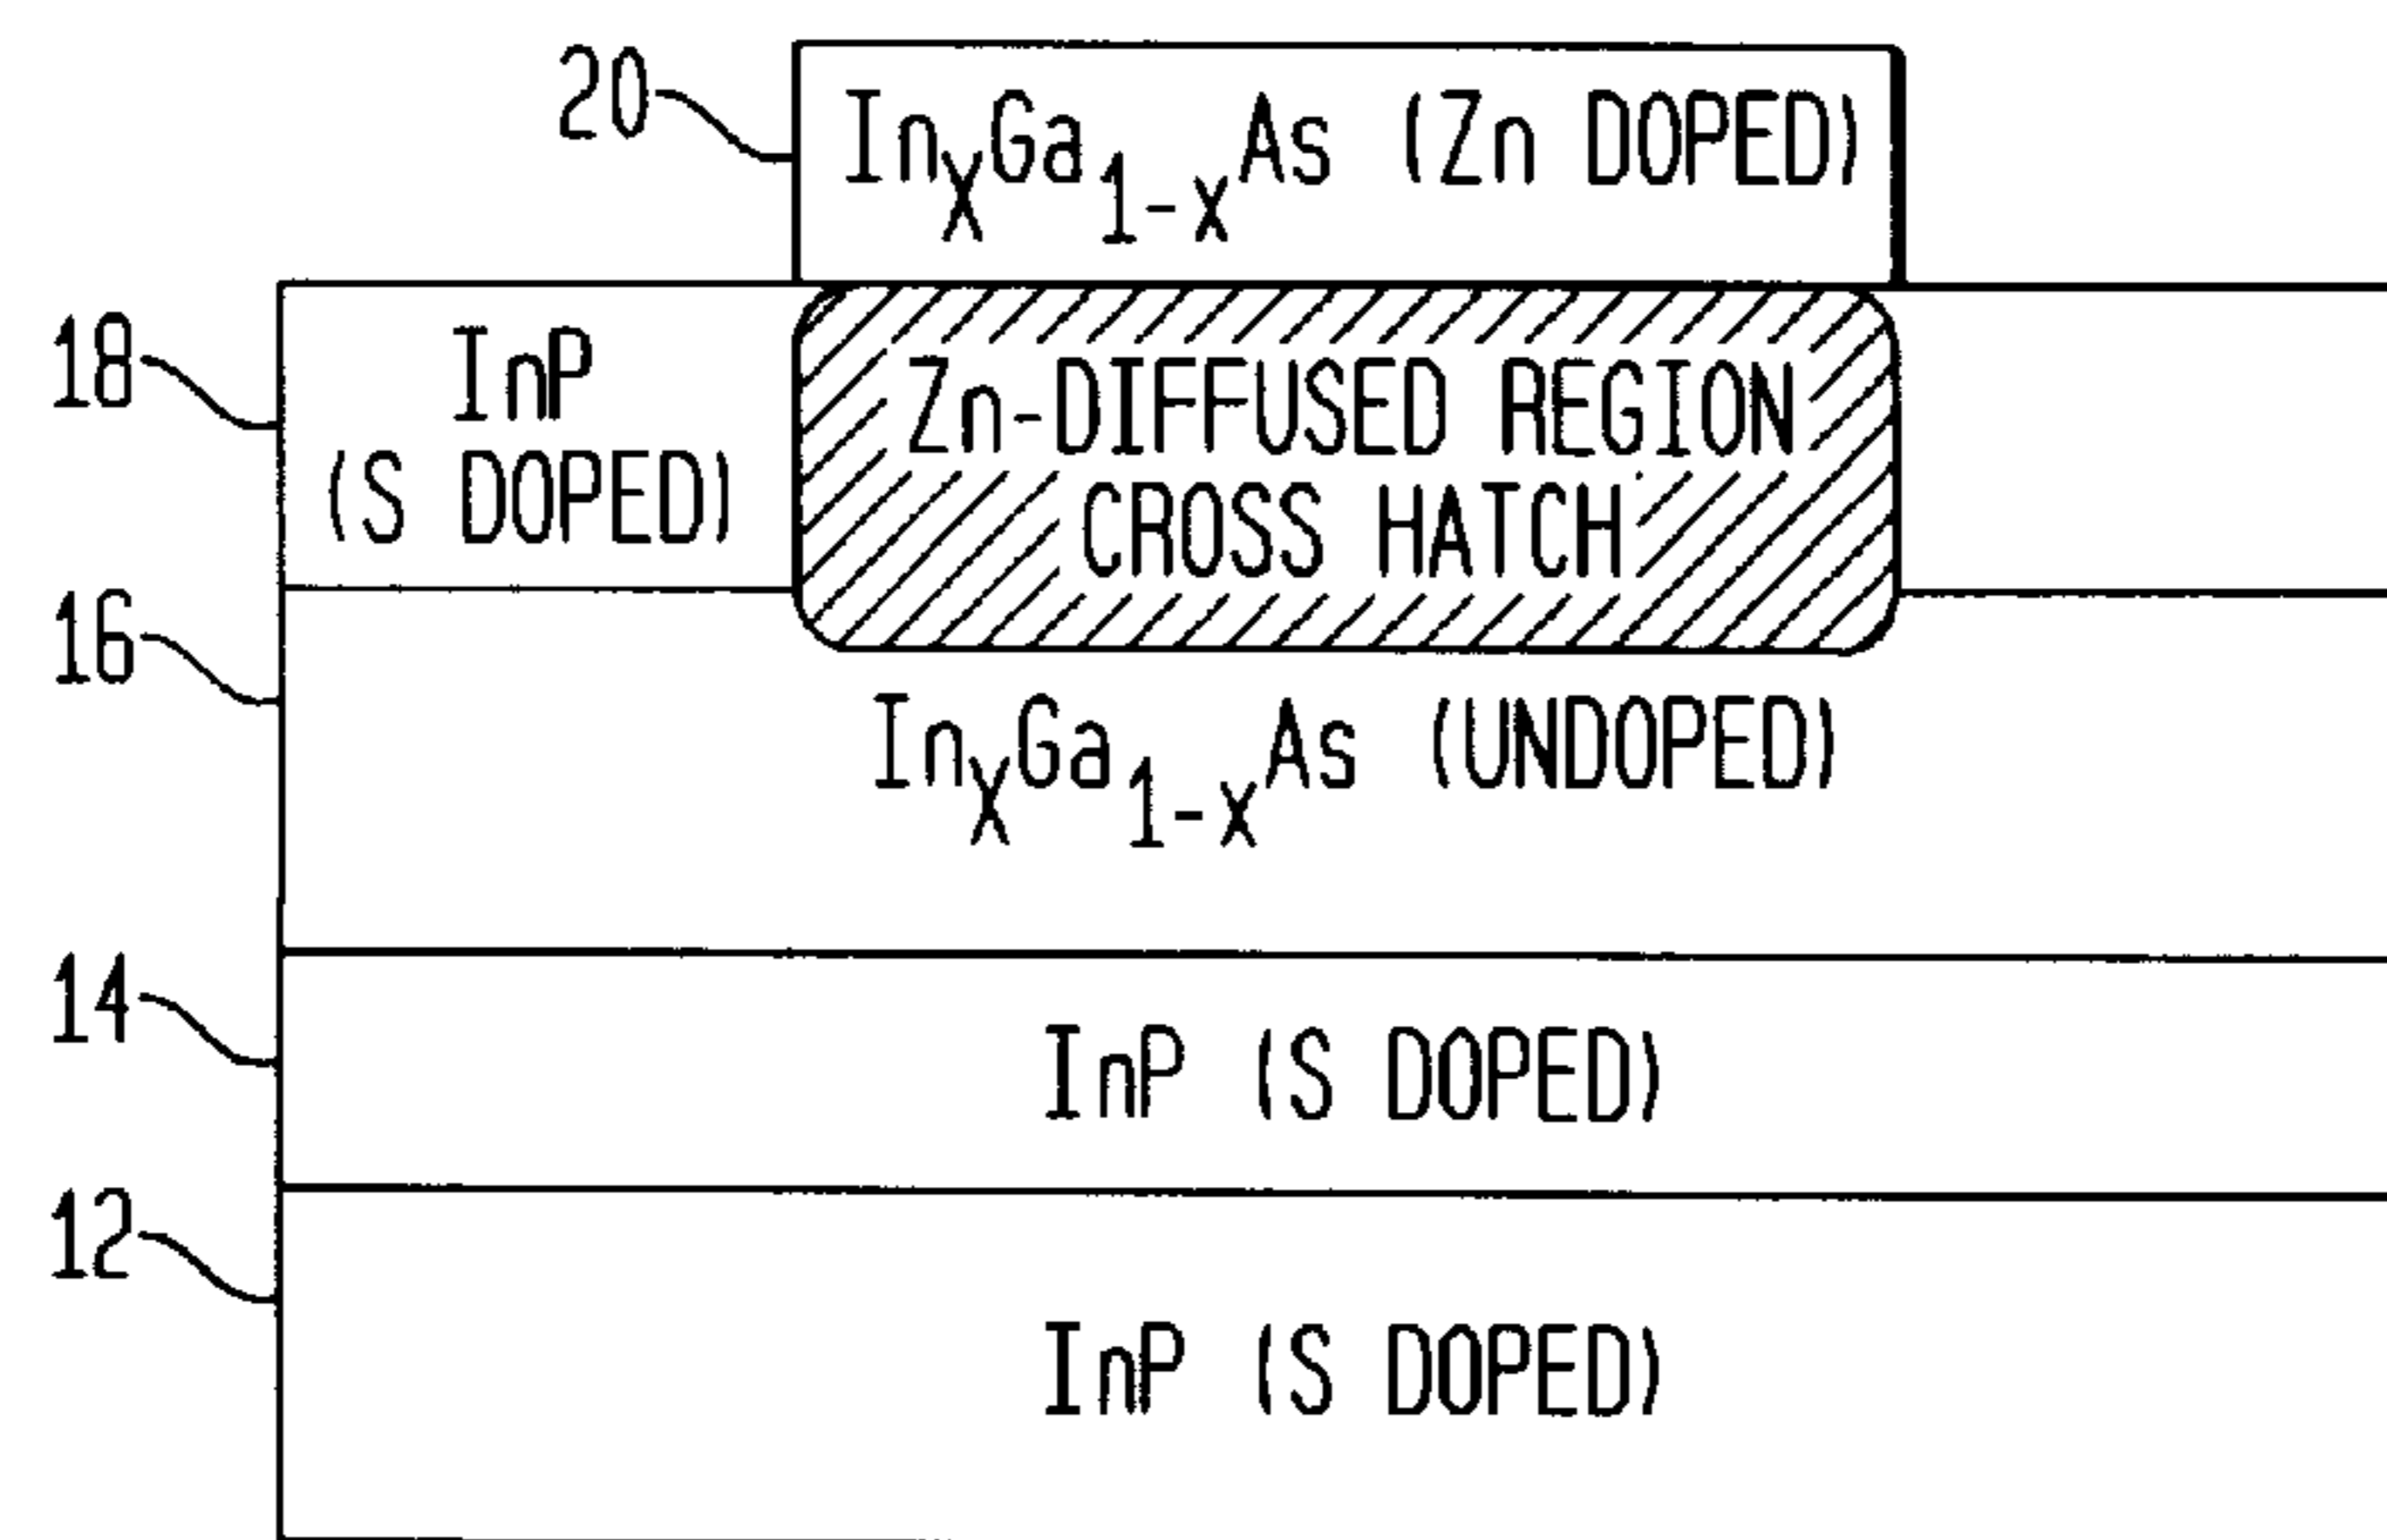 20
InXGa1-xAs (Zn DOPED)
18
InP
(S DOPED)
Zn-DIFFUSED REGION
CROSS HATCH
16
InXGa1-xAs (UNDOPED)
14
InP (S DOPED)
12
InP (S DOPED)